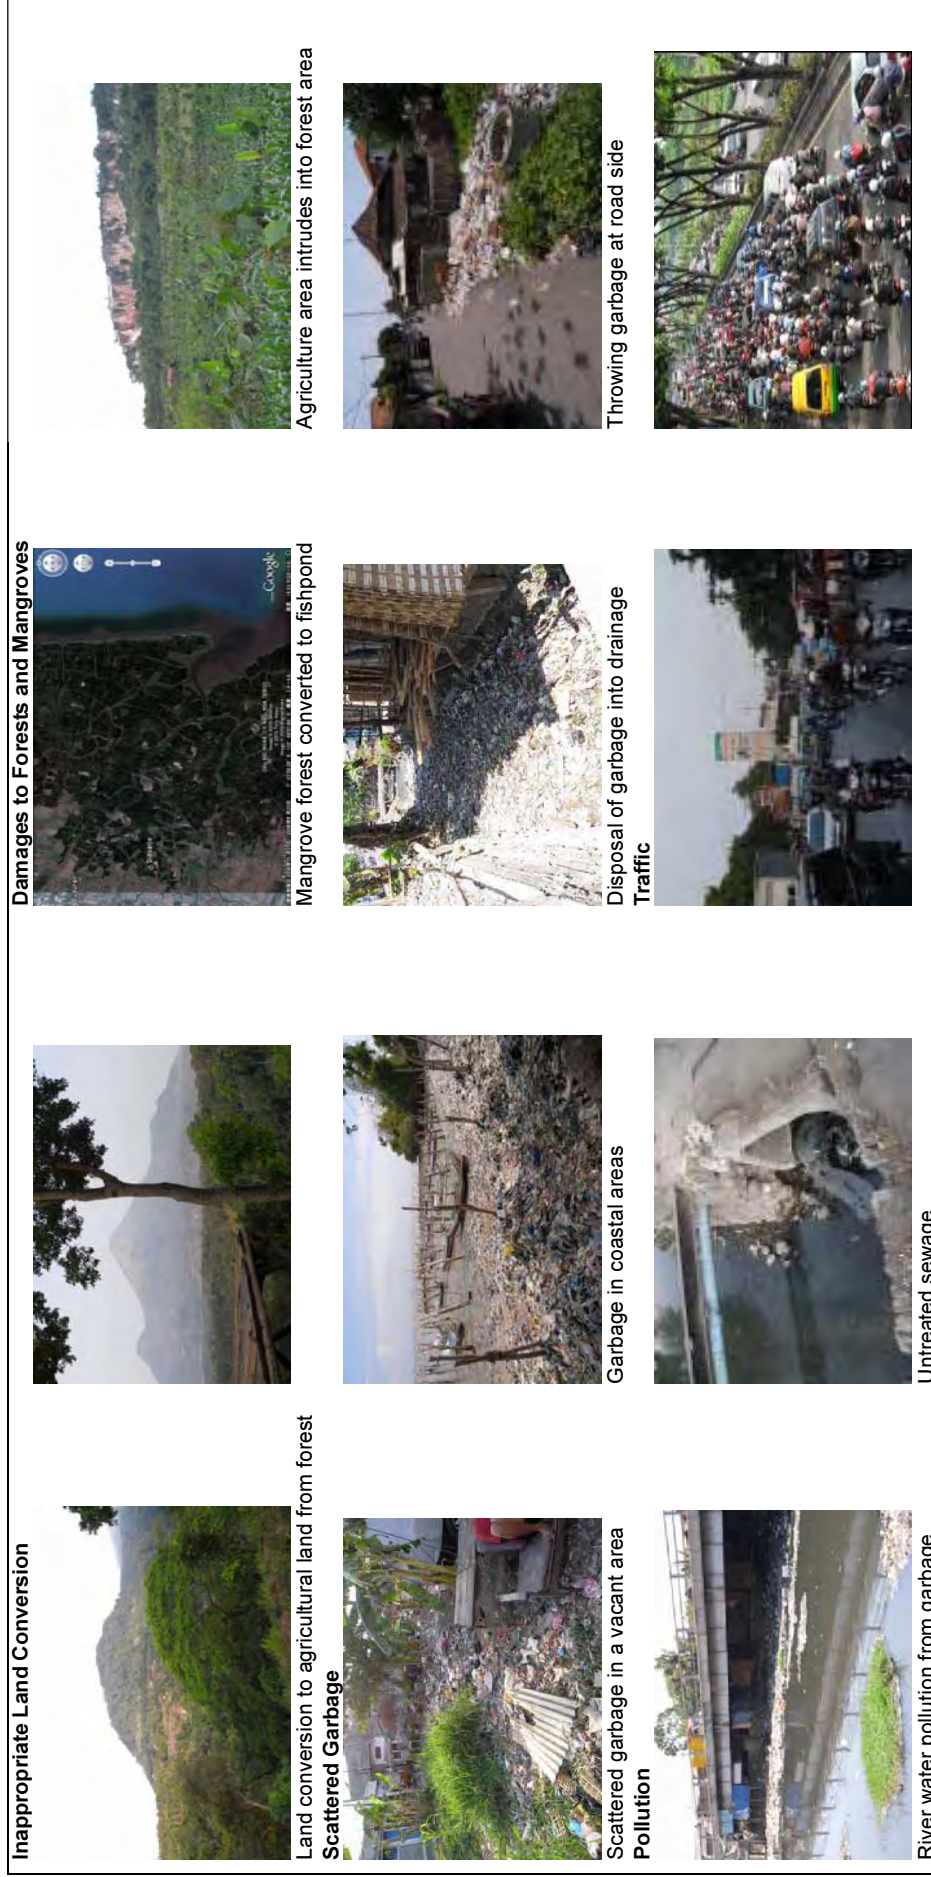 Inappropriate Land Conversion
Damages to Forests and Mangroves
Google
Land conversion to agricultural land from forest
Mangrove forest converted to fishpond
Agriculture area intrudes into forest area
Scattered Garbage
Scattered garbage in a vacant area
Garbage in coastal areas
Disposal of garbage into drainage
Throwing garbage at road side
Pollution
Traffic
River water pollution from garbage
Untreated sewage